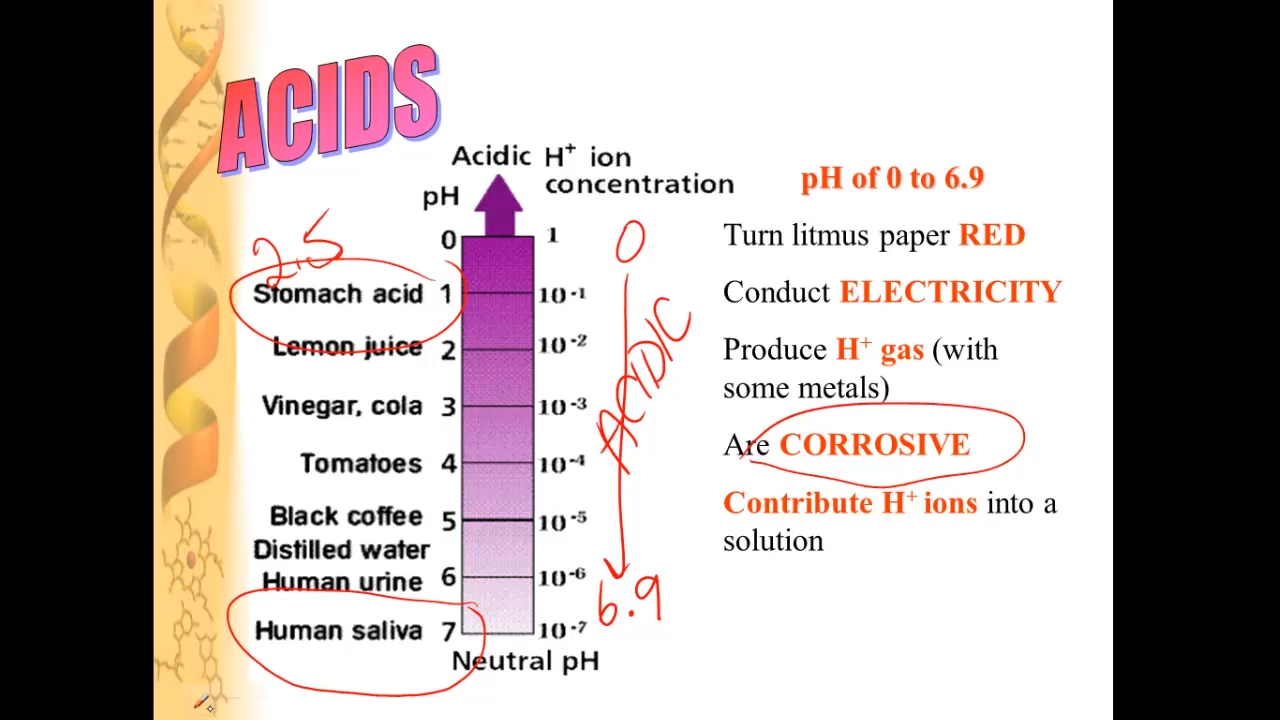 ACIDS
Acidic H⁺ ion
concentration
pH
0 1
2.5
Stomach acid 1 10⁻¹
Lemon juice 2 10⁻²
Vinegar, cola 3 10⁻³
Tomatoes 4 10⁻⁴
Black coffee 5 10⁻⁵
Distilled water
Human urine 6 10⁻⁶
Human saliva 7 10⁻⁷
Neutral pH
0
ACIDIC
6.9
pH of 0 to 6.9
Turn litmus paper RED
Conduct ELECTRICITY
Produce H⁺ gas (with
some metals)
Are CORROSIVE
Contribute H⁺ ions into a
solution